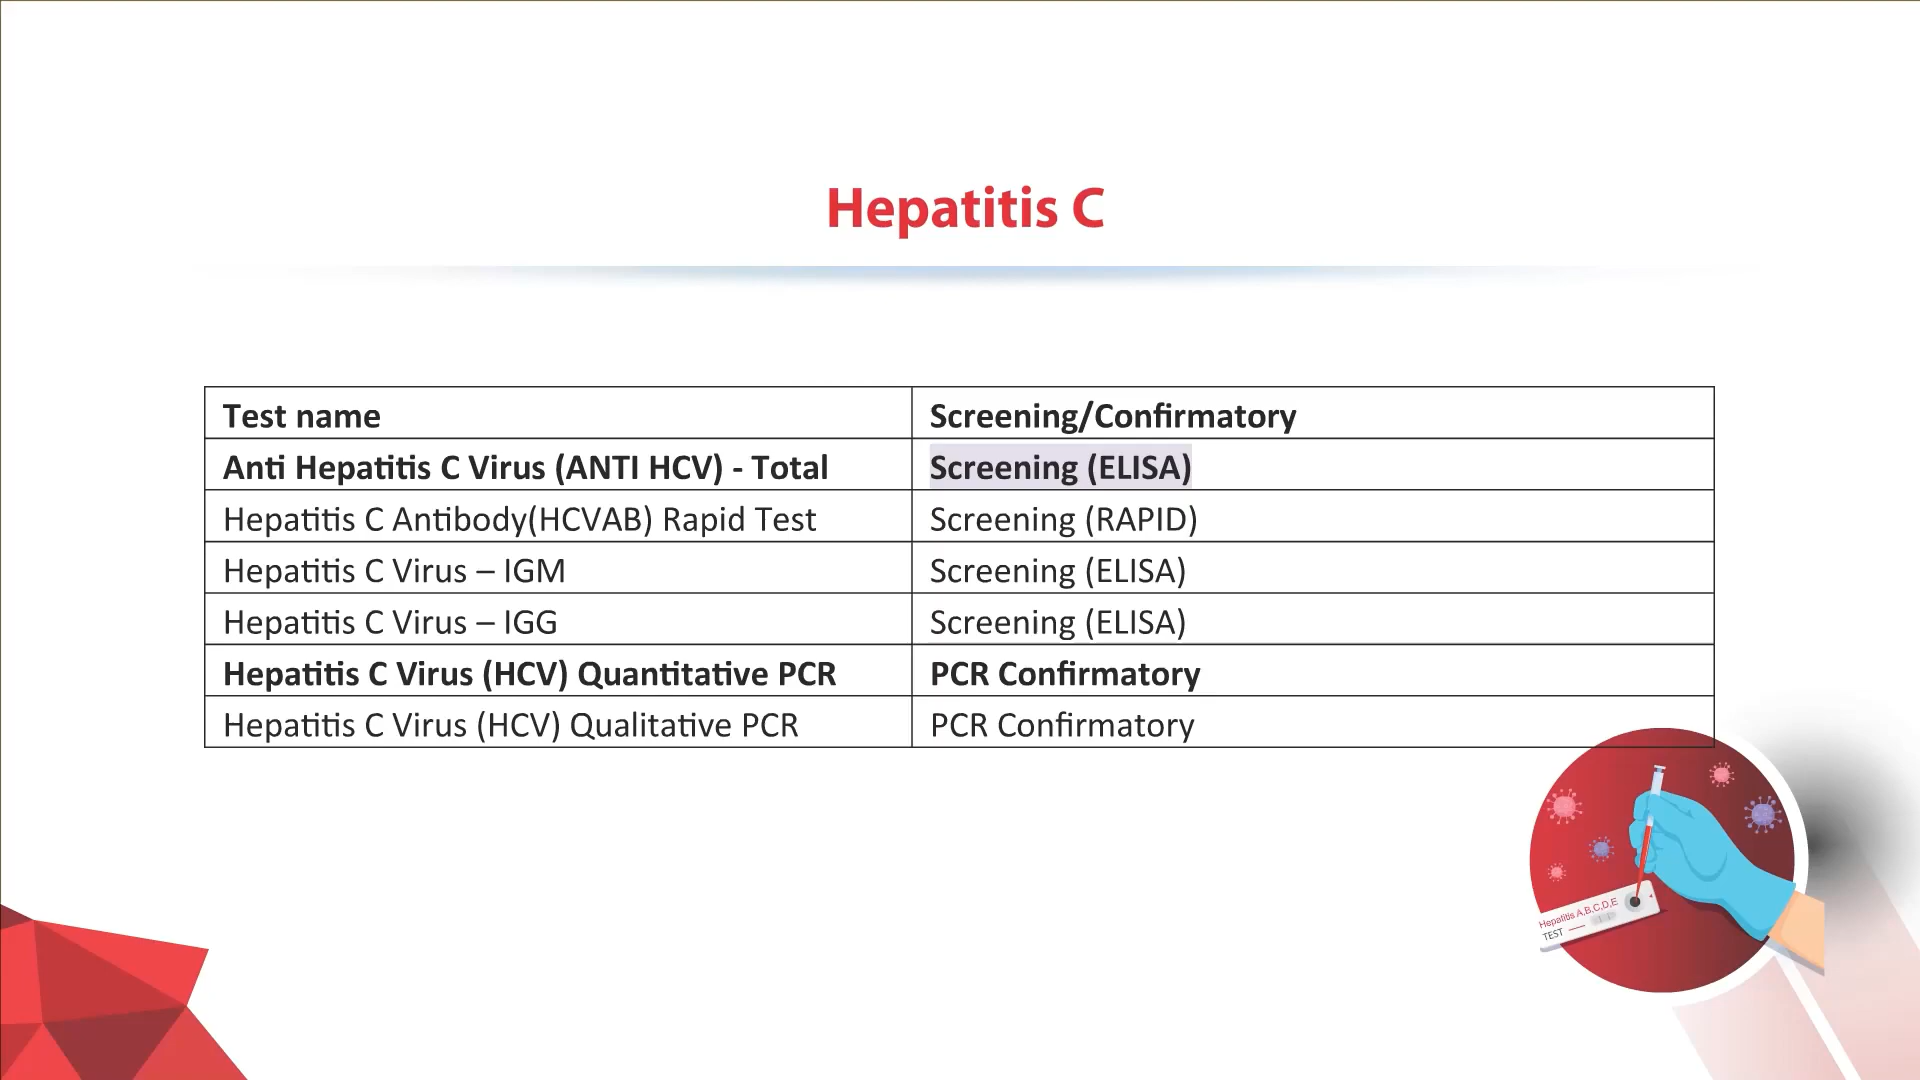 Hepatitis C
Test name Screening/Confirmatory
Anti Hepatitis C Virus (ANTI HCV) - Total Screening (ELISA)
Hepatitis C Antibody(HCVAB) Rapid Test Screening (RAPID)
Hepatitis C Virus – IGM Screening (ELISA)
Hepatitis C Virus – IGG Screening (ELISA)
Hepatitis C Virus (HCV) Quantitative PCR PCR Confirmatory
Hepatitis C Virus (HCV) Qualitative PCR PCR Confirmatory
Hepatitis A,B,C,D,E
TEST